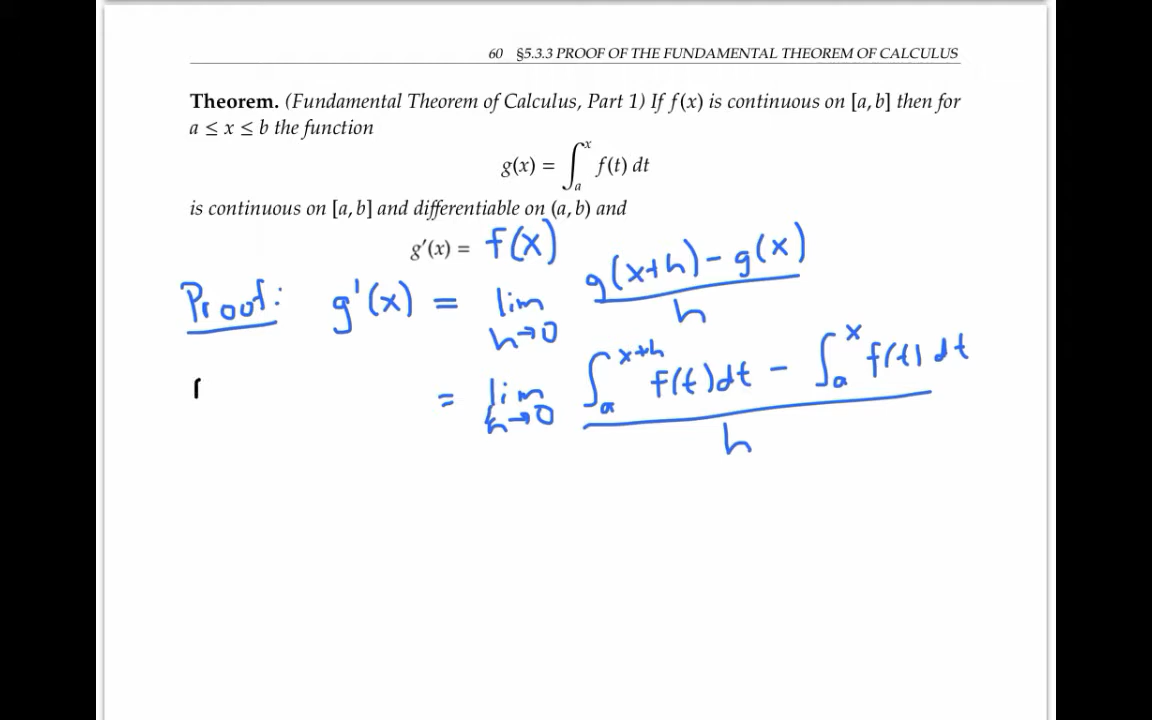 60 §5.3.3 PROOF OF THE FUNDAMENTAL THEOREM OF CALCULUS
Theorem. (Fundamental Theorem of Calculus, Part 1) If f(x) is continuous on [a, b] then for
a ≤ x ≤ b the function
g(x) = ∫_a^x f(t) dt
is continuous on [a, b] and differentiable on (a, b) and
g′(x) = f(x)
Proof: g'(x) = lim_{h→0} (g(x+h) - g(x))/h
= lim_{h→0} (∫_a^{x+h} f(t)dt - ∫_a^x f(t)dt)/h